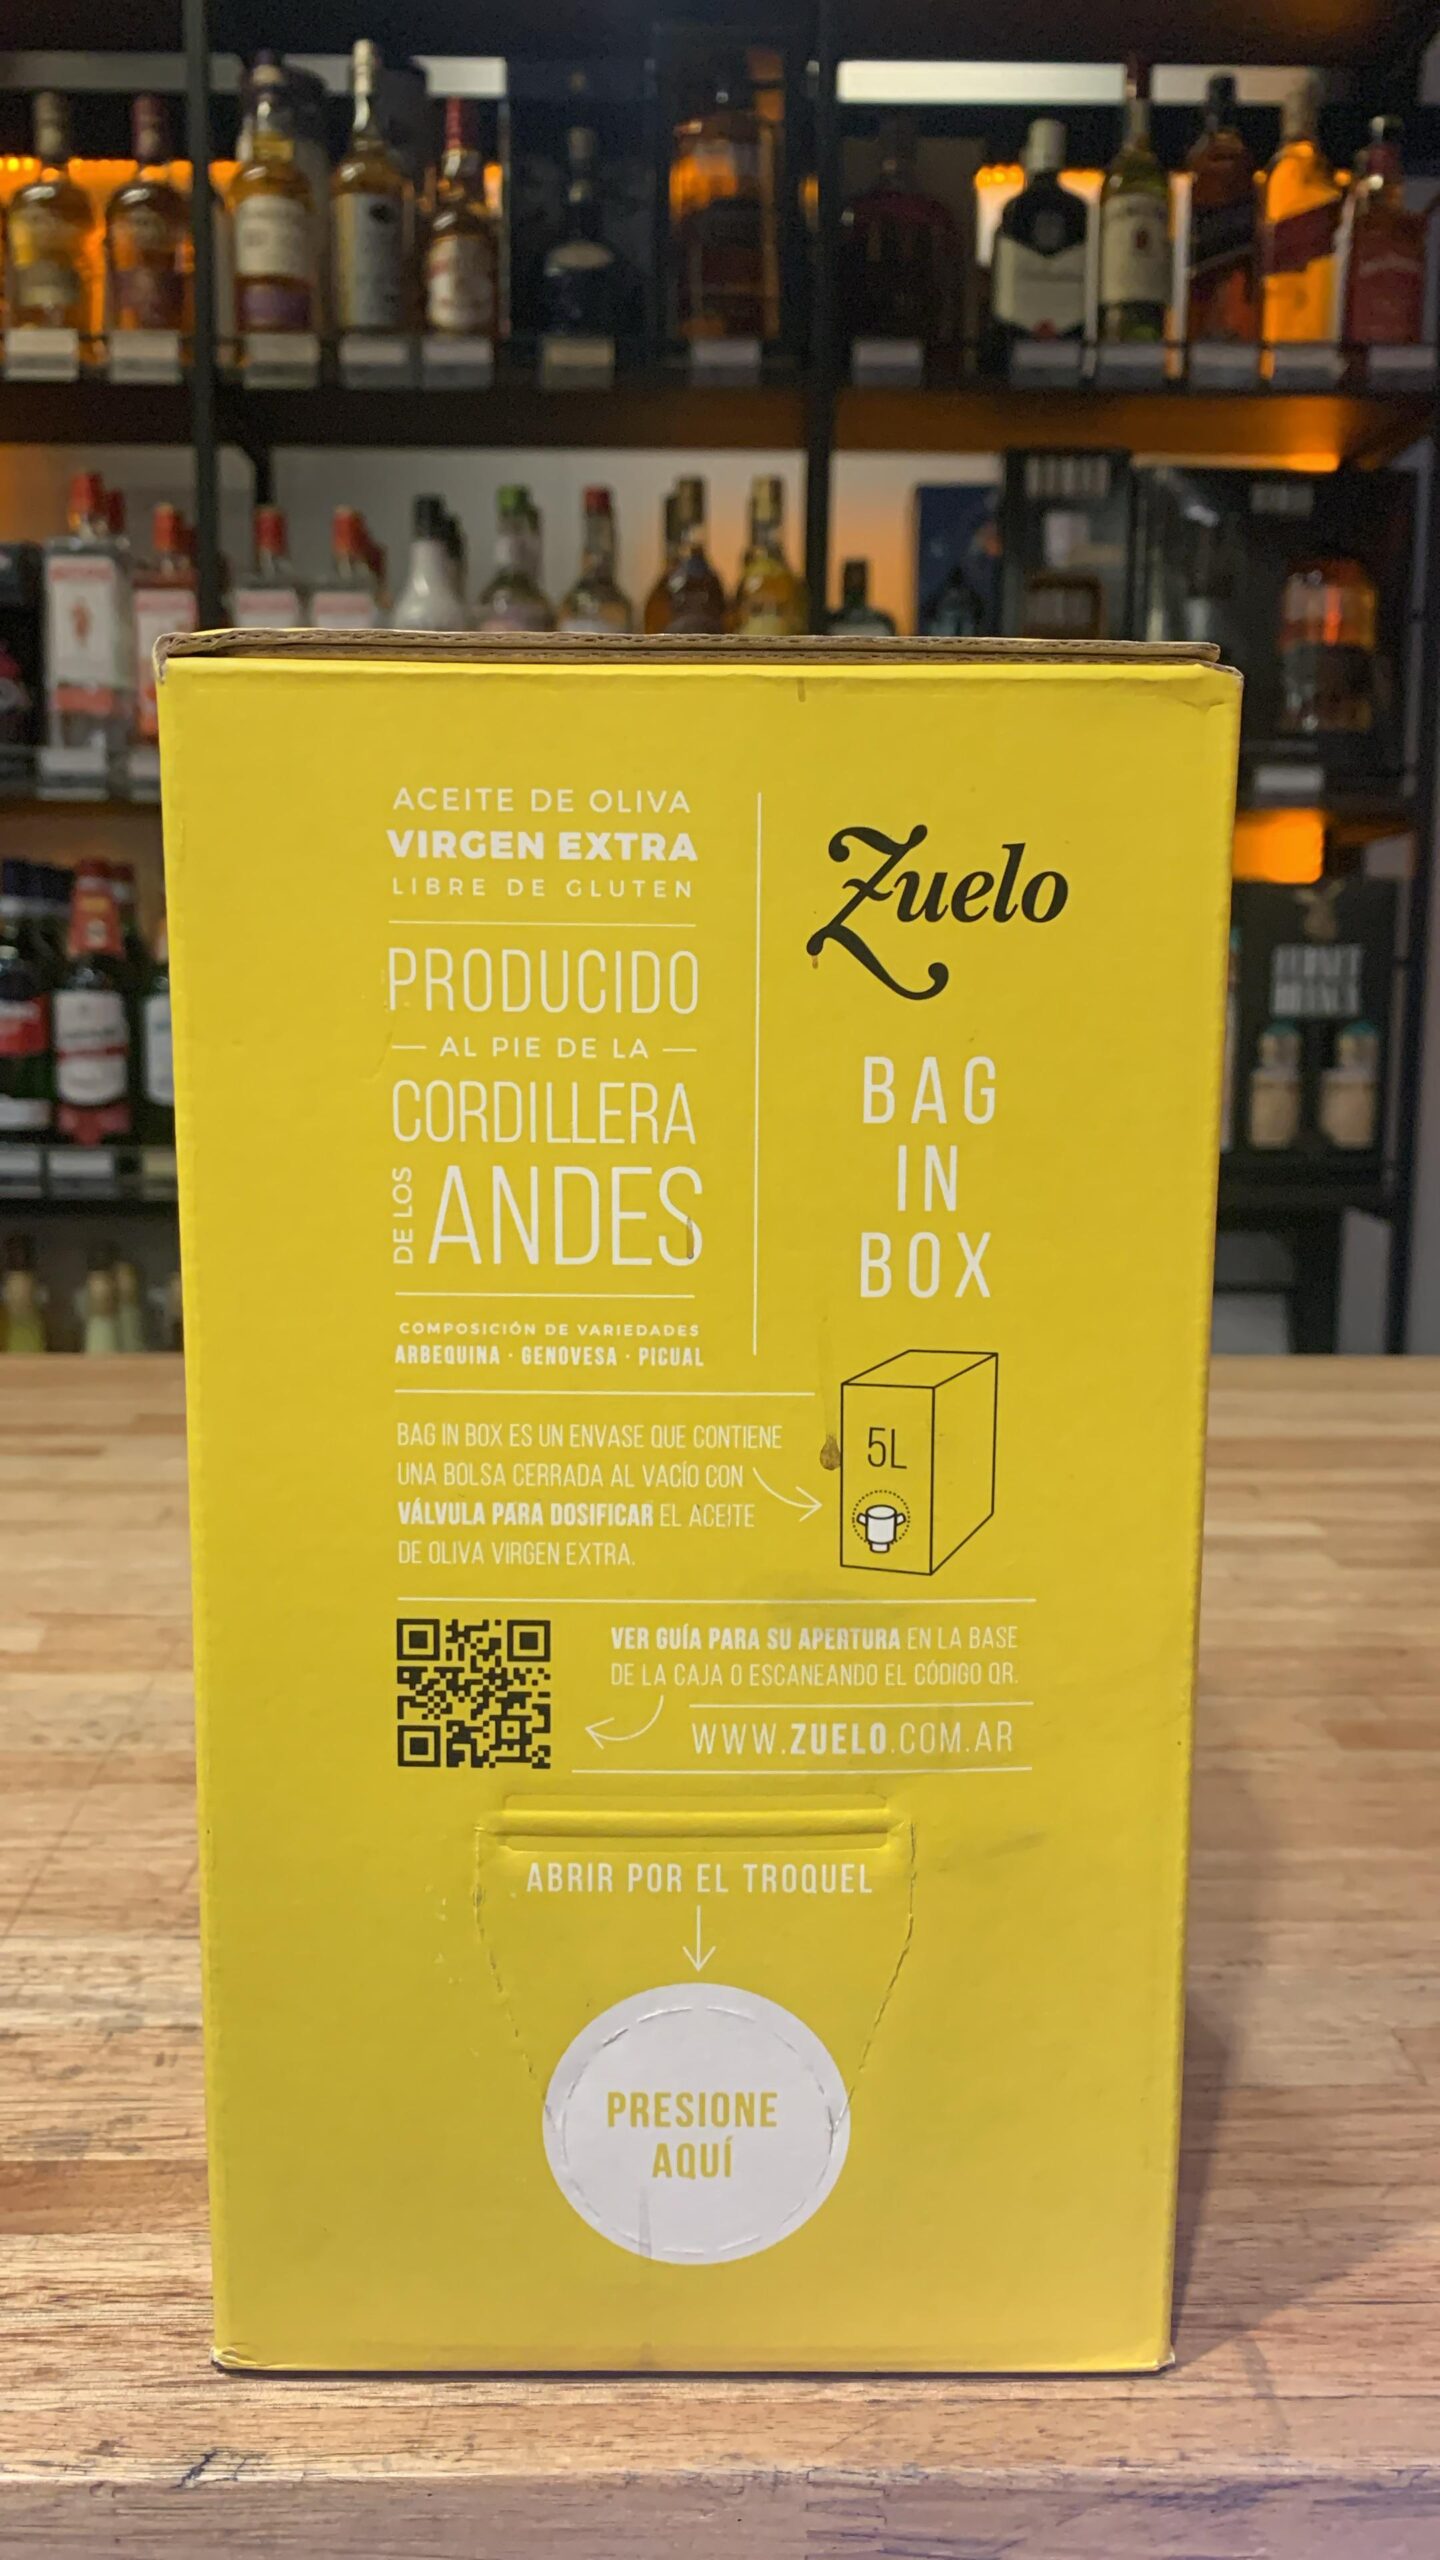 ACEITE DE OLIVA
VIRGEN EXTRA
LIBRE DE GLUTEN
PRODUCIDO
AL PIE DE LA
CORDILLERA
DE LOS
ANDES
COMPOSICIÓN DE VARIEDADES
ARBEQUINA · GENOVESA · PICUAL
Zuelo
BAG
IN
BOX
BAG IN BOX ES UN ENVASE QUE CONTIENE
UNA BOLSA CERRADA AL VACÍO CON
VÁLVULA PARA DOSIFICAR EL ACEITE
DE OLIVA VIRGEN EXTRA.
5L
VER GUÍA PARA SU APERTURA EN LA BASE
DE LA CAJA O ESCANEANDO EL CÓDIGO QR.
WWW.ZUELO.COM.AR
ABRIR POR EL TROQUEL
PRESIONE
AQUÍ